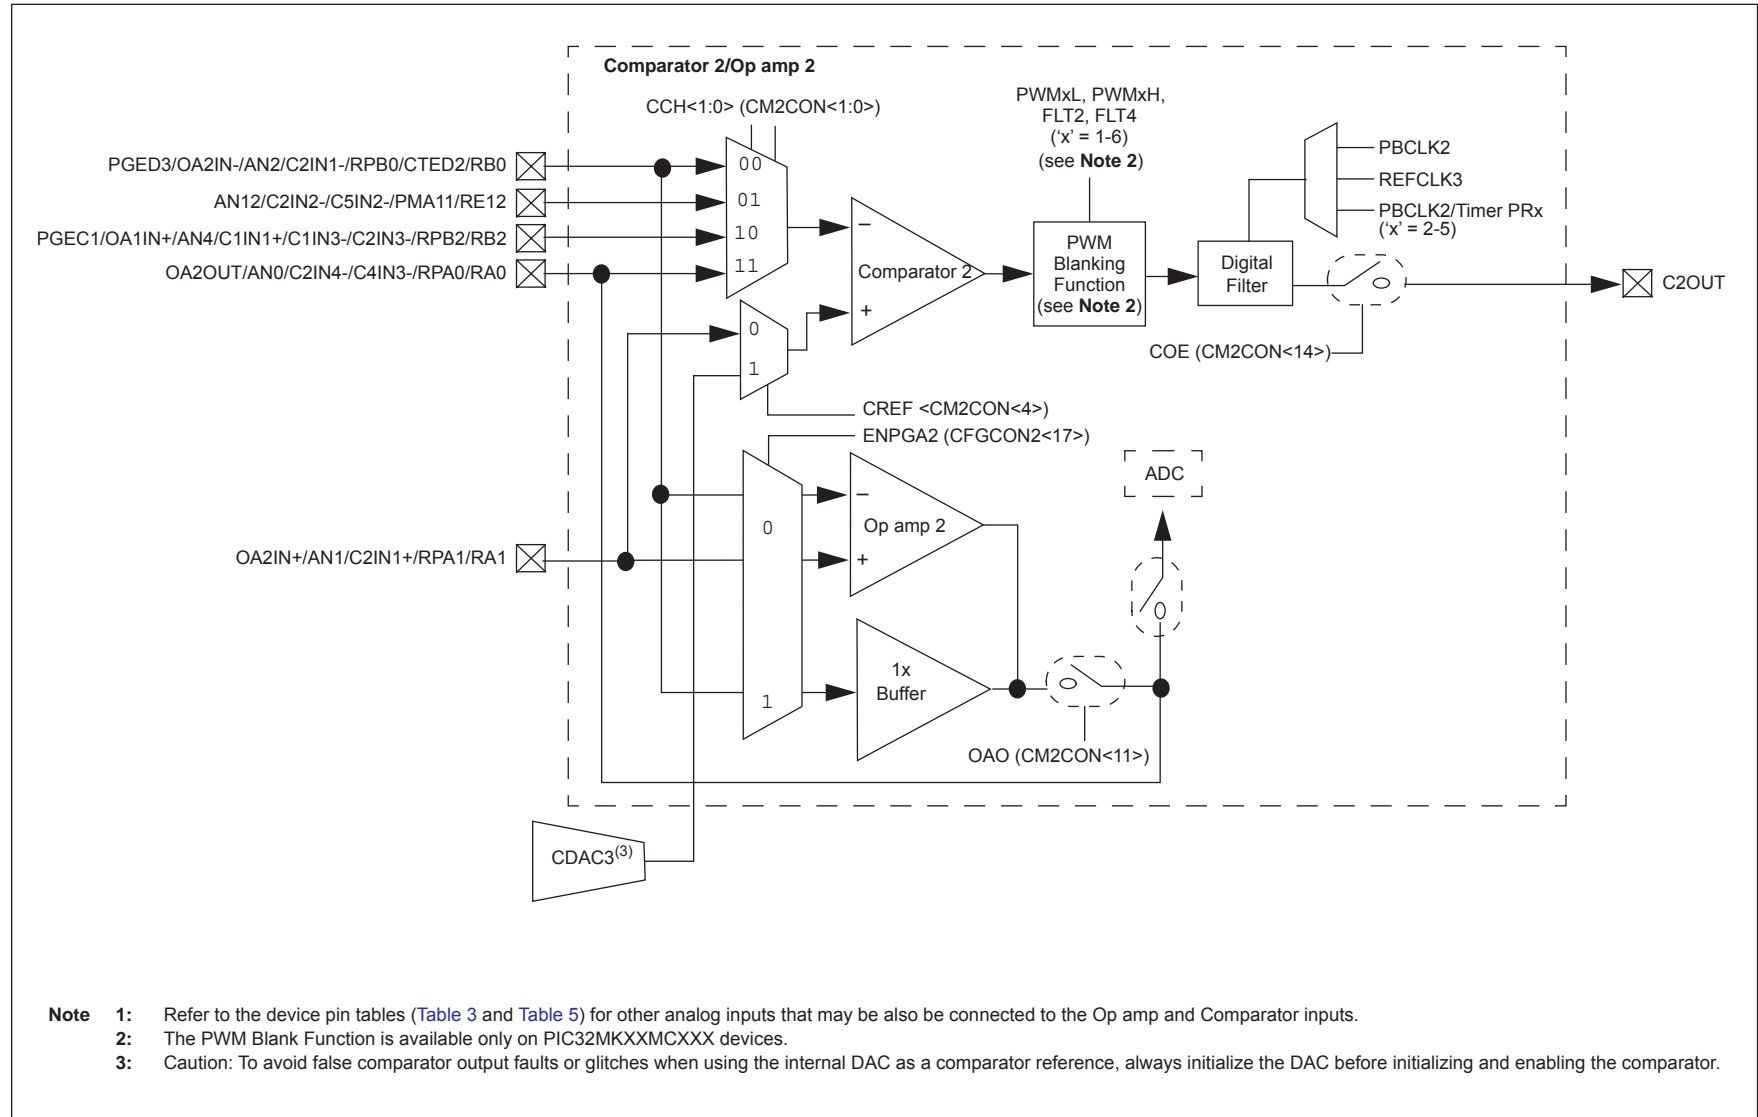 Comparator 2/Op amp 2
CCH<1:0> (CM2CON<1:0>)
PWMxL, PWMxH,
FLT2, FLT4
(‘x’ = 1-6)
(see Note 2)
PGED3/OA2IN-/AN2/C2IN1-/RPB0/CTED2/RB0
AN12/C2IN2-/C5IN2-/PMA11/RE12
PGEC1/OA1IN+/AN4/C1IN1+/C1IN3-/C2IN3-/RPB2/RB2
OA2OUT/AN0/C2IN4-/C4IN3-/RPA0/RA0
00
01
10
11
−
Comparator 2
+
PWM
Blanking
Function
(see Note 2)
Digital
Filter
PBCLK2
REFCLK3
PBCLK2/Timer PRx
(‘x’ = 2-5)
C2OUT
COE (CM2CON<14>)
0
1
CREF <CM2CON<4>)
ENPGA2 (CFGCON2<17>)
ADC
OA2IN+/AN1/C2IN1+/RPA1/RA1
0
1
−
Op amp 2
+
1x
Buffer
OAO (CM2CON<11>)
CDAC3(3)
Note 1: Refer to the device pin tables (Table 3 and Table 5) for other analog inputs that may be also be connected to the Op amp and Comparator inputs.
2: The PWM Blank Function is available only on PIC32MKXXMCXXX devices.
3: Caution: To avoid false comparator output faults or glitches when using the internal DAC as a comparator reference, always initialize the DAC before initializing and enabling the comparator.